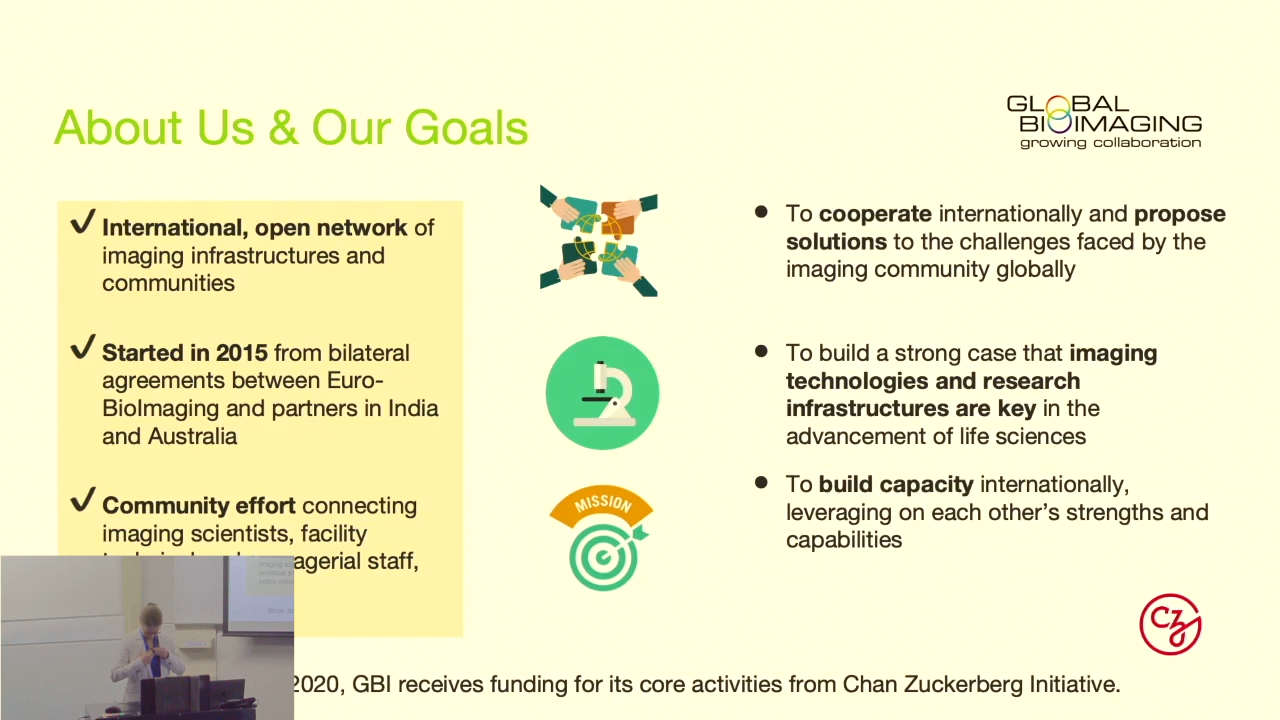 About Us & Our Goals
GLOBAL
BIOIMAGING
growing collaboration
International, open network of
imaging infrastructures and
communities
Started in 2015 from bilateral
agreements between Euro-
BioImaging and partners in India
and Australia
Community effort connecting
imaging scientists, facility
agerial staff,
MISSION
To cooperate internationally and propose
solutions to the challenges faced by the
imaging community globally
To build a strong case that imaging
technologies and research
infrastructures are key in the
advancement of life sciences
To build capacity internationally,
leveraging on each other's strengths and
capabilities
CZ
2020, GBI receives funding for its core activities from Chan Zuckerberg Initiative.